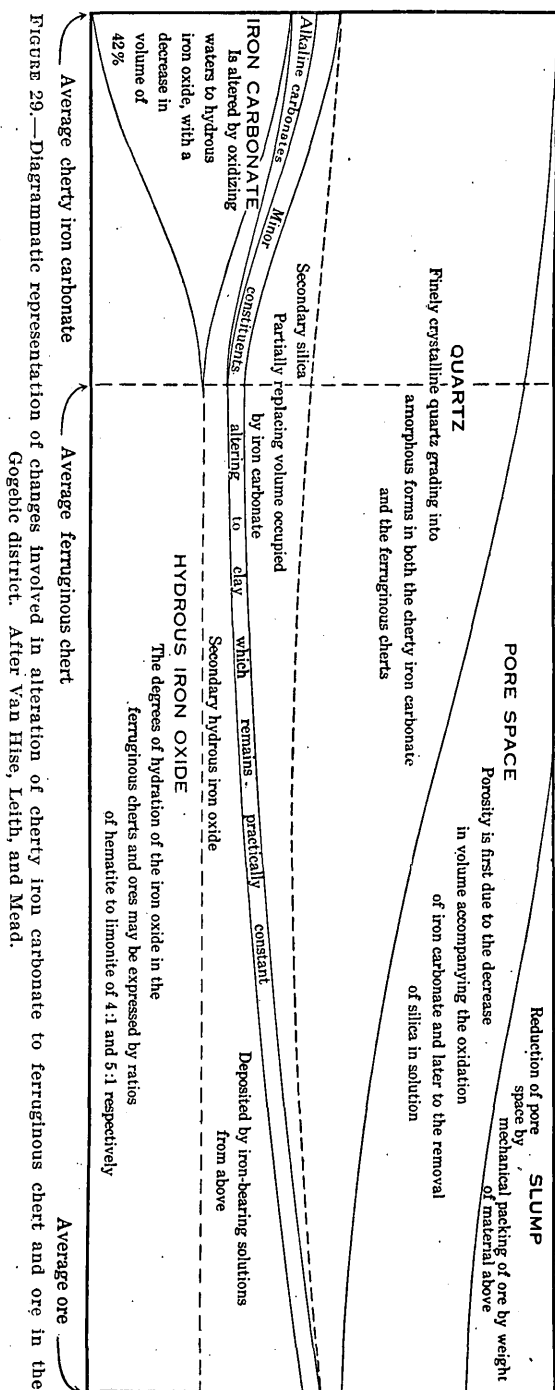 SLUMP
Reduction of pore
space by
mechanical packing of ore by weight
of material above
PORE SPACE
Porosity is first due to the decrease
in volume accompanying the oxidation
of iron carbonate and later to the removal
of silica in solution
QUARTZ
Finely crystalline quartz grading into
amorphous forms in both the cherty iron carbonate
and the ferruginous cherts
Secondary silica
Partially replacing volume occupied
by iron carbonate
Alkaline carbonates
Minor constituents altering to clay which remains practically constant
IRON CARBONATE
Is altered by oxidizing
waters to hydrous
iron oxide, with a
decrease in
volume of
42%
Secondary hydrous iron oxide
Deposited by iron-bearing solutions
from above
HYDROUS IRON OXIDE
The degrees of hydration of the iron oxide in the
ferruginous cherts and ores may be expressed by ratios
of hematite to limonite of 4:1 and 5:1 respectively
Average cherty iron carbonate
Average ferruginous chert
Average ore
FIGURE 29.—Diagrammatic representation of changes involved in alteration of cherty iron carbonate to ferruginous chert and ore in the
Gogebic district. After Van Hise, Leith, and Mead.